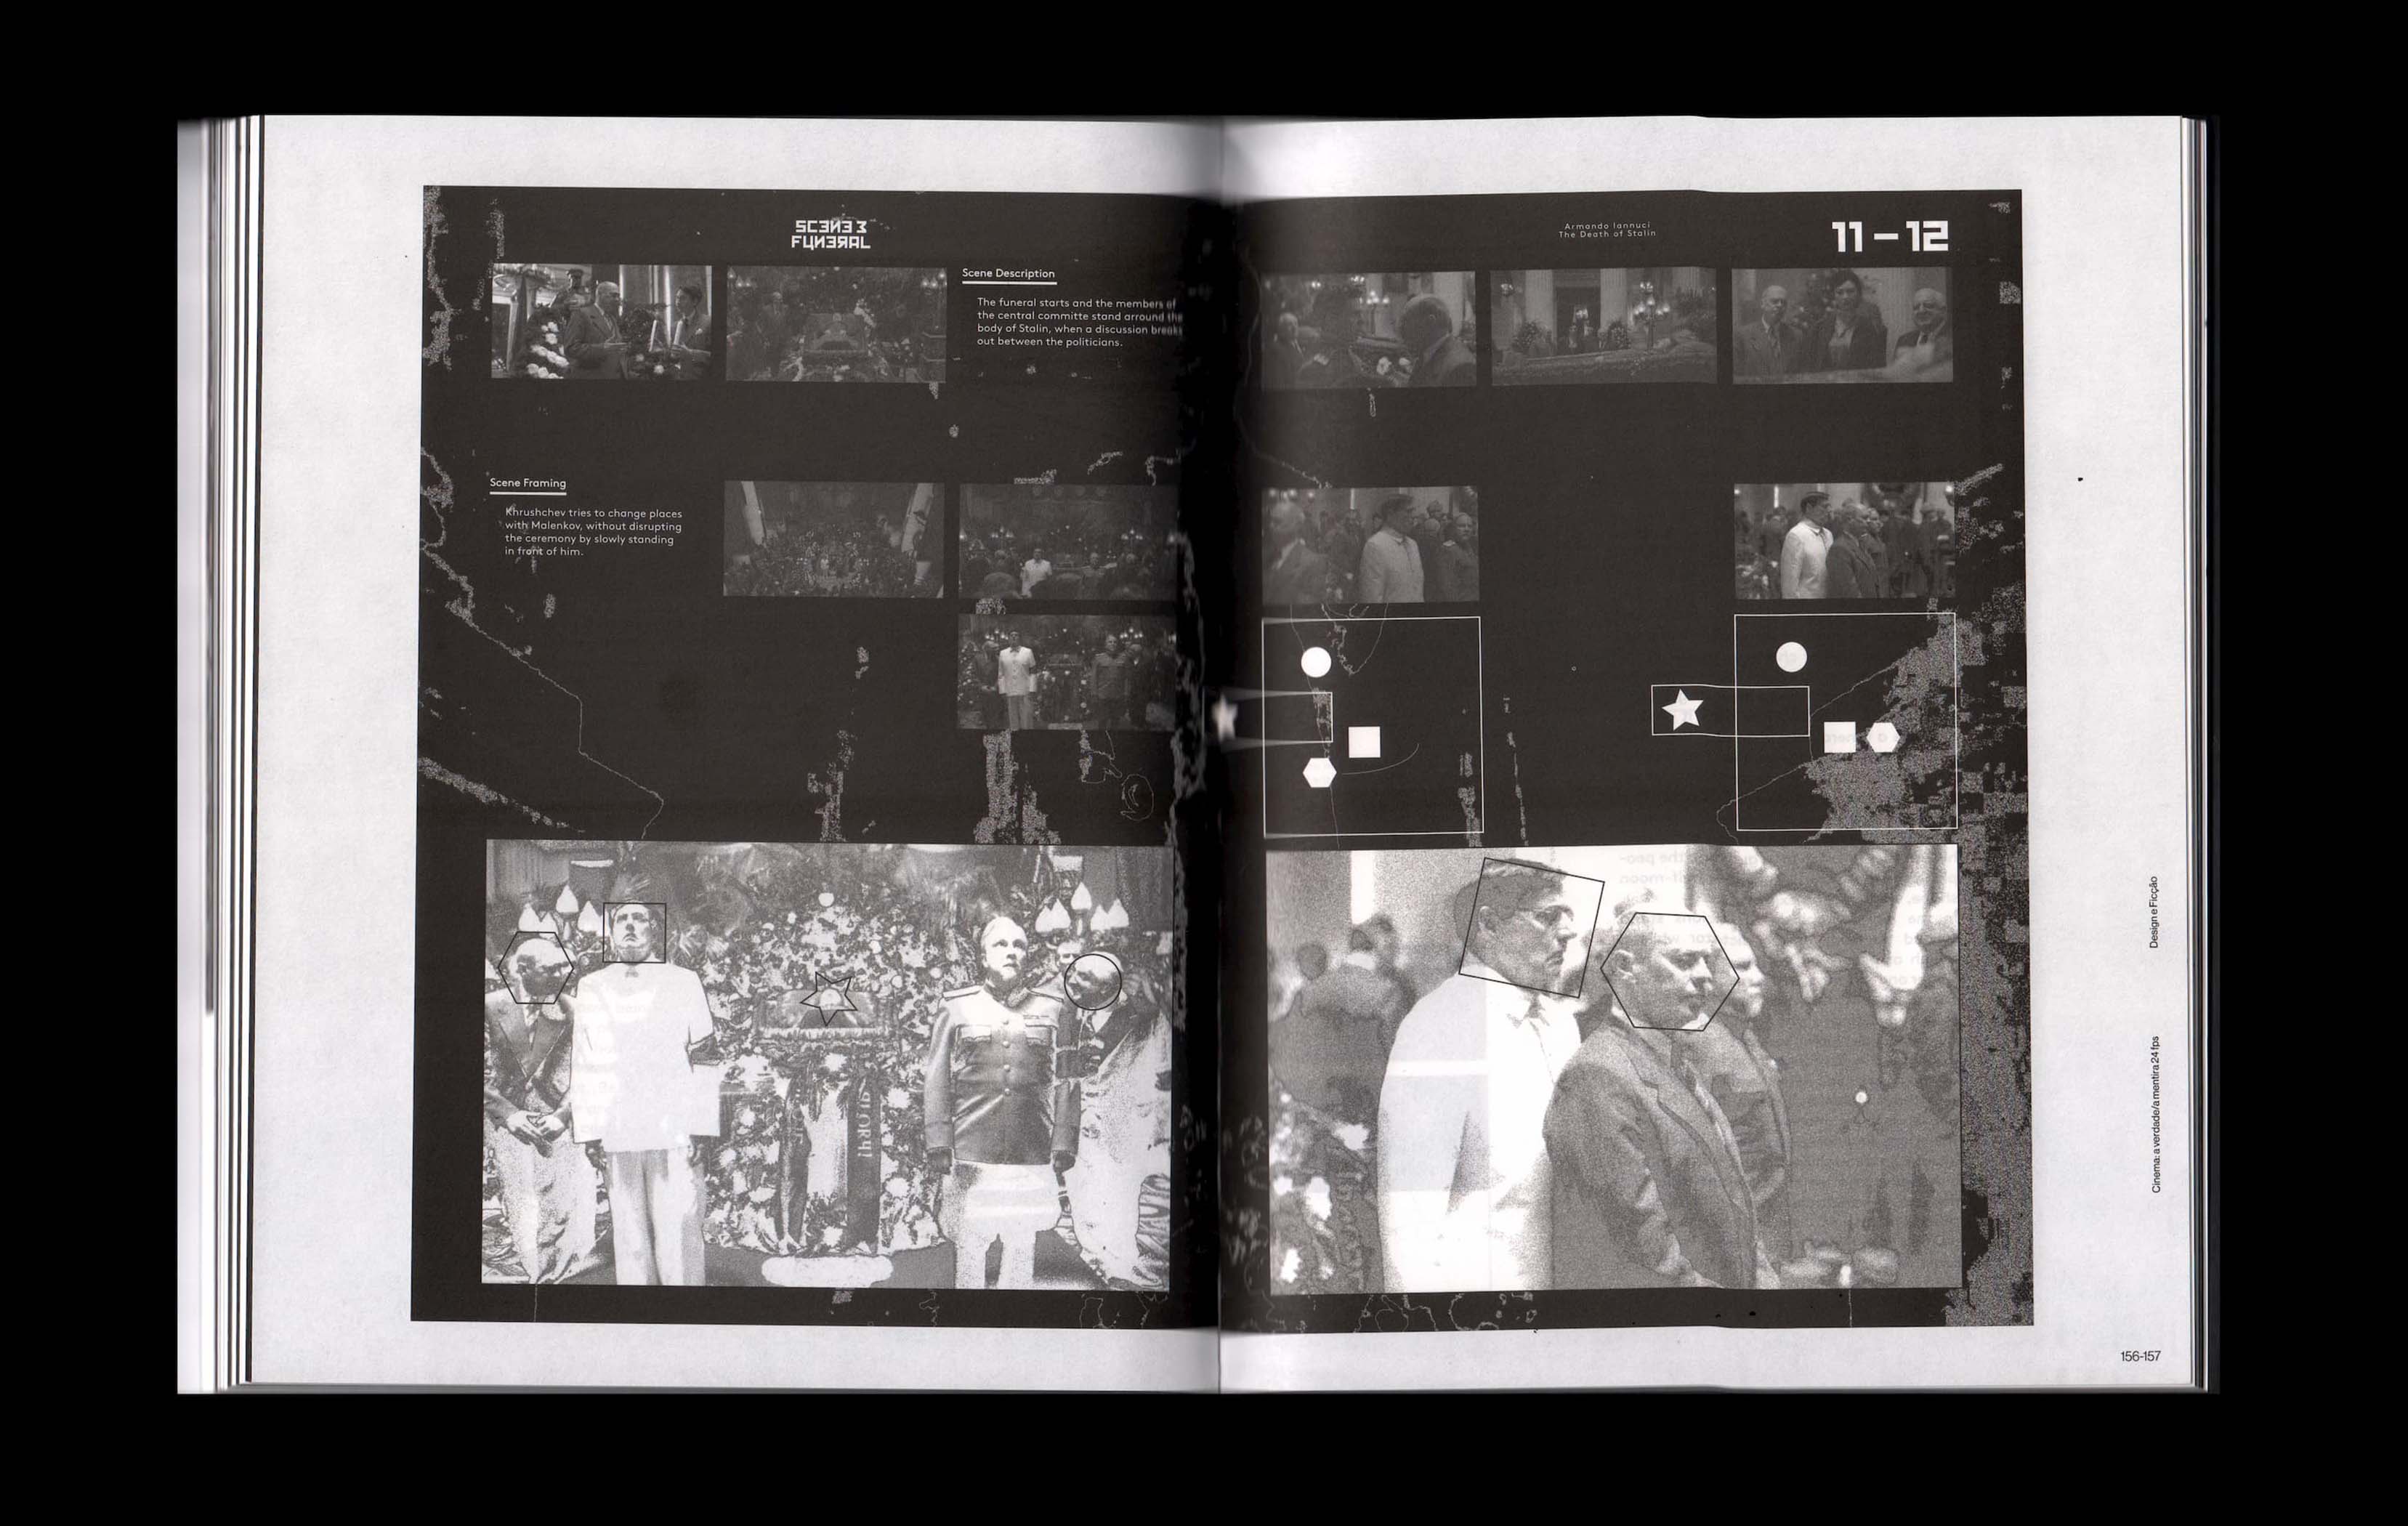 SCENE 3
FUNERAL
Armando Iannuci
The Death of Stalin
11 – 12
Scene Description
The funeral starts and the members of
the central committe stand arround the
body of Stalin, when a discussion breaks
out between the politicians.
Scene Framing
Khrushchev tries to change places
with Malenkov, without disrupting
the ceremony by slowly standing
in front of him.
Design e Ficção
Cinema: a verdade/a mentira 24 fps
156-157